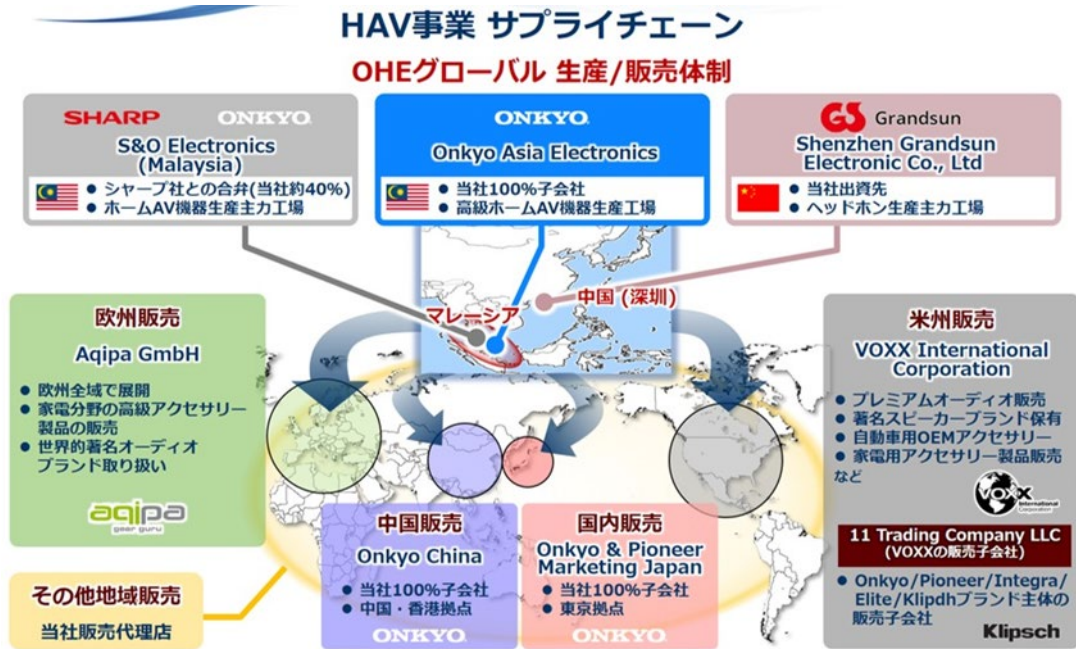 HAV事業 サプライチェーン
OHEグローバル 生産/販売体制
SHARP ONKYO
S&O Electronics
(Malaysia)
● シャープ社との合弁(当社約40%)
● ホームAV機器生産主力工場
ONKYO
Onkyo Asia Electronics
● 当社100%子会社
● 高級ホームAV機器生産工場
GS Grandsun
Shenzhen Grandsun
Electronic Co., Ltd
● 当社出資先
● ヘッドホン生産主力工場
中国 (深圳)
マレーシア
欧州販売
Aqipa GmbH
● 欧州全域で展開
● 家電分野の高級アクセサリー
製品の販売
● 世界的著名オーディオ
ブランド取り扱い
aqipa
gear guru
その他地域販売
当社販売代理店
中国販売
Onkyo China
● 当社100%子会社
● 中国・香港拠点
ONKYO
国内販売
Onkyo & Pioneer
Marketing Japan
● 当社100%子会社
● 東京拠点
ONKYO
米州販売
VOXX International
Corporation
● プレミアムオーディオ販売
● 著名スピーカーブランド保有
● 自動車用OEMアクセサリー
● 家電用アクセサリー製品販売
など
VOXX
International
Corporation
11 Trading Company LLC
(VOXXの販売子会社)
● Onkyo/Pioneer/Integra/
Elite/Klipdhブランド主体の
販売子会社
Klipsch